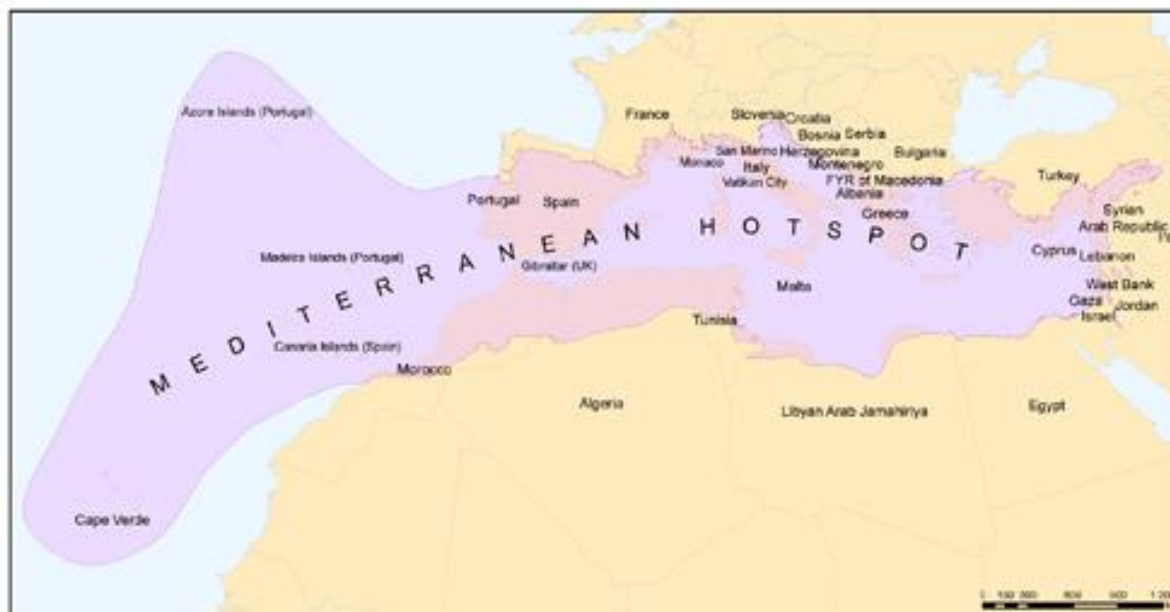 Azore Islands (Portugal)
France
Slovenia
Croatia
Bosnia
Serbia
San Marino
Herzegovina
Bulgaria
Monaco
Italy
Montenegro
Vatikan City
FYR of Macedonia
Turkey
Albania
Portugal
Spain
Greece
Syrian
Arab Republic
MEDITERRANEAN HOTSPOT
Madeira Islands (Portugal)
Gibraltar (UK)
Cyprus
Lebanon
Malta
West Bank
Gaza
Jordan
Israel
Tunisia
Canaria Islands (Spain)
Morocco
Algeria
Libyan Arab Jamahiriya
Egypt
Cape Verde